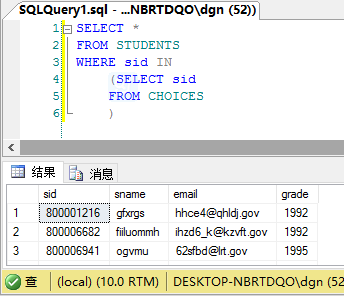 SQLQuery1.sql - ...NBRTDQO\dgn (52))
1 SELECT *
2 FROM STUDENTS
3 WHERE sid IN
4 (SELECT sid
5 FROM CHOICES
6 )
结果 消息
sid sname email grade
1 800001216 gfxrgs hhce4@qhldj.gov 1992
2 800006682 fiiluommh ihzd6_k@kzvft.gov 1992
3 800006941 ogvmu 62sfbd@lrt.gov 1995
查 (local) (10.0 RTM) DESKTOP-NBRTDQO\dgn (52)